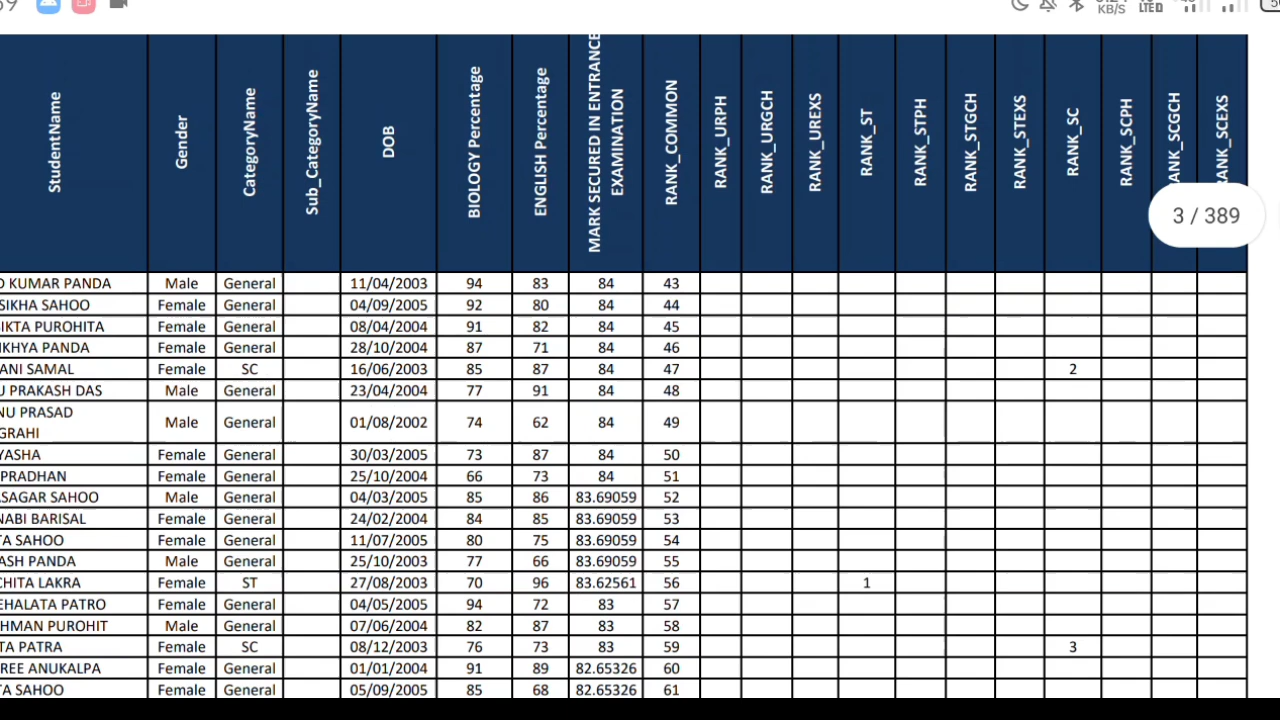 StudentName Gender CategoryName Sub_CategoryName DOB BIOLOGY Percentage ENGLISH Percentage MARK SECURED IN ENTRANCE EXAMINATION RANK_COMMON RANK_URPH RANK_URGCH RANK_UREXS RANK_ST RANK_STPH RANK_STGCH RANK_STEXS RANK_SC RANK_SCPH RANK_SCGCH RANK_SCEXS
KB/S
3 / 389
KUMAR PANDA Male General 11/04/2003 94 83 84 43
SIKHA SAHOO Female General 04/09/2005 92 80 84 44
IKTA PUROHITA Female General 08/04/2004 91 82 84 45
IKHYA PANDA Female General 28/10/2004 87 71 84 46
ANI SAMAL Female SC 16/06/2003 85 87 84 47 2
PRAKASH DAS Male General 23/04/2004 77 91 84 48
NU PRASAD
GRAHI Male General 01/08/2002 74 62 84 49
YASHA Female General 30/03/2005 73 87 84 50
PRADHAN Female General 25/10/2004 66 73 84 51
SAGAR SAHOO Male General 04/03/2005 85 86 83.69059 52
NABI BARISAL Female General 24/02/2004 84 85 83.69059 53
TA SAHOO Female General 11/07/2005 80 75 83.69059 54
ASH PANDA Male General 25/10/2003 77 66 83.69059 55
CHITA LAKRA Female ST 27/08/2003 70 96 83.62561 56 1
EHALATA PATRO Female General 04/05/2005 94 72 83 57
HMAN PUROHIT Male General 07/06/2004 82 87 83 58
TA PATRA Female SC 08/12/2003 76 73 83 59 3
REE ANUKALPA Female General 01/01/2004 91 89 82.65326 60
TA SAHOO Female General 05/09/2005 85 68 82.65326 61